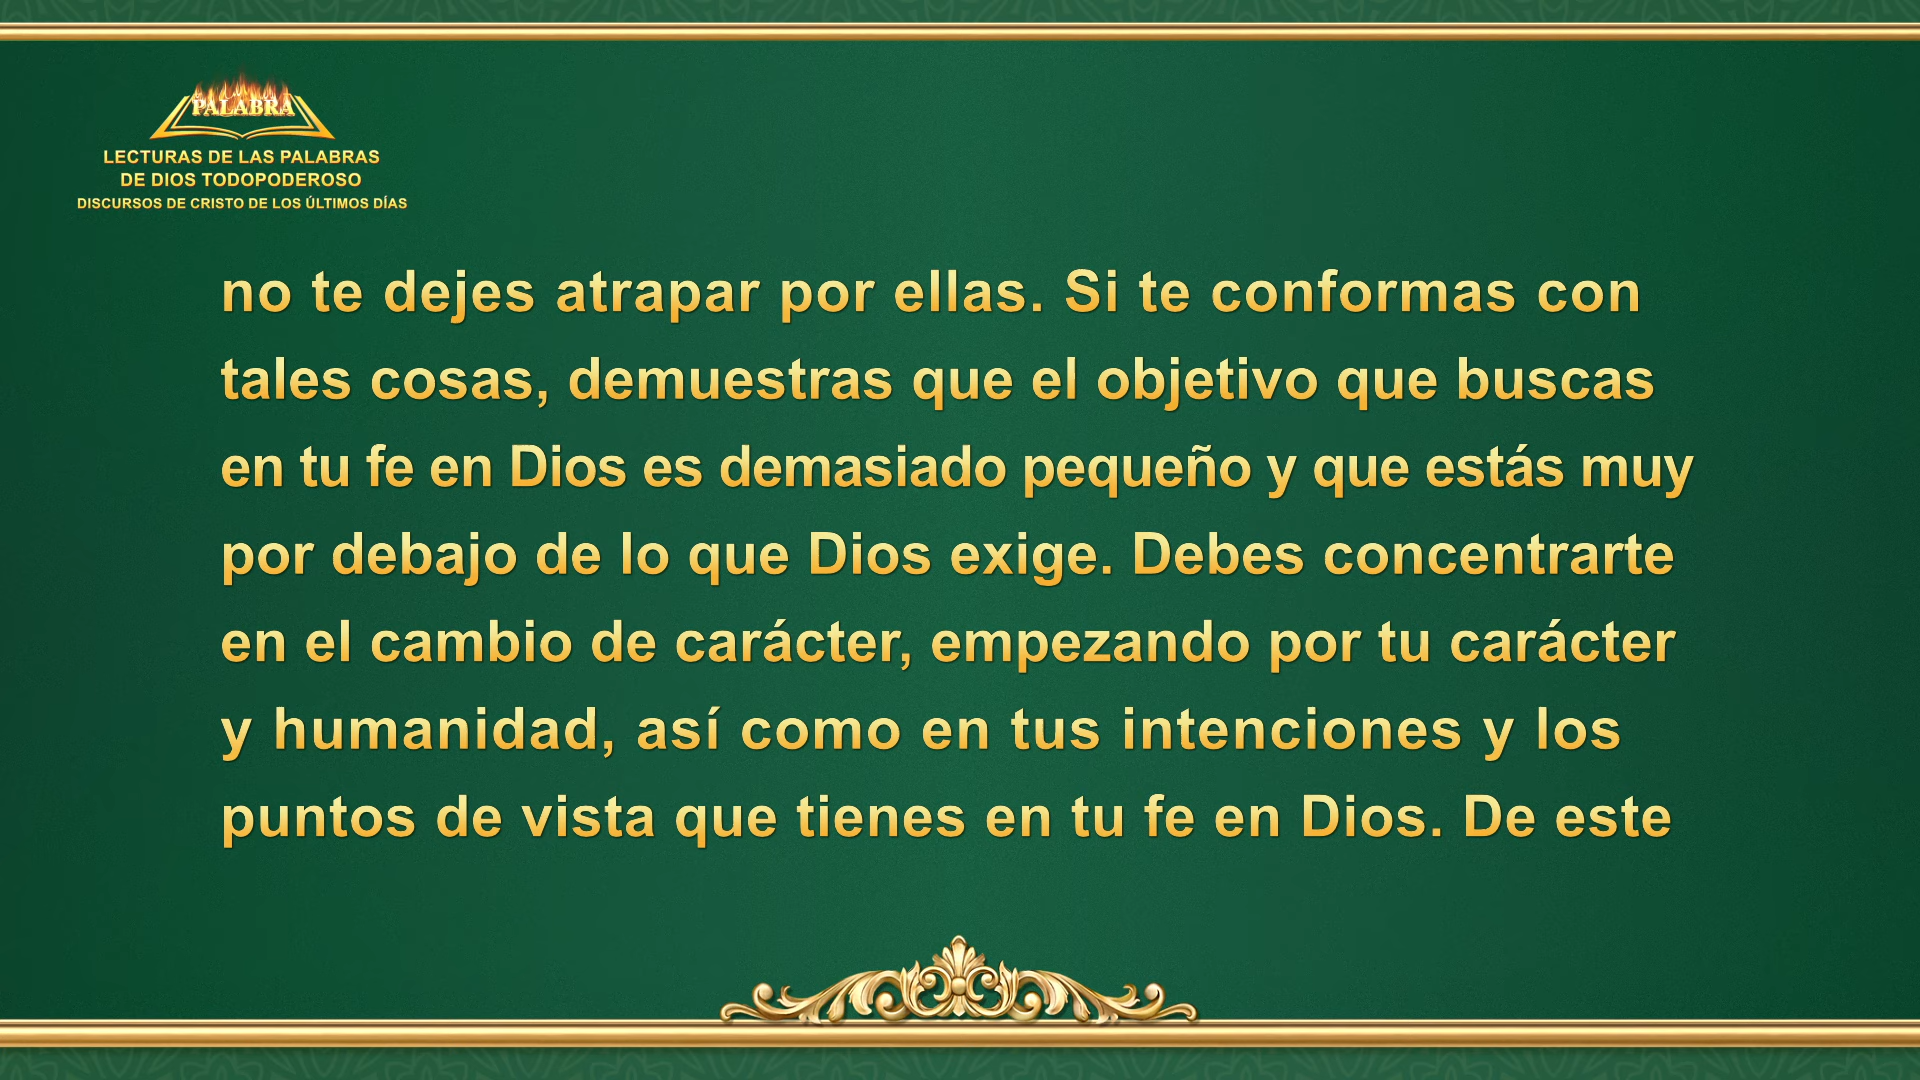 PALABRA
LECTURAS DE LAS PALABRAS
DE DIOS TODOPODEROSO
DISCURSOS DE CRISTO DE LOS ÚLTIMOS DÍAS
no te dejes atrapar por ellas. Si te conformas con
tales cosas, demuestras que el objetivo que buscas
en tu fe en Dios es demasiado pequeño y que estás muy
por debajo de lo que Dios exige. Debes concentrarte
en el cambio de carácter, empezando por tu carácter
y humanidad, así como en tus intenciones y los
puntos de vista que tienes en tu fe en Dios. De este